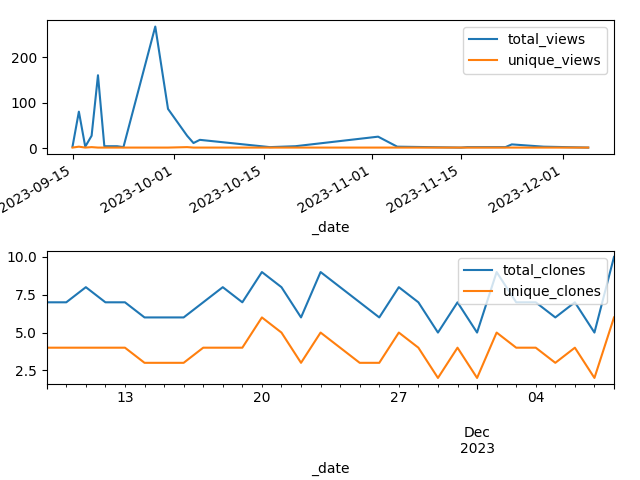 200
100
0
total_views
unique_views
2023-09-15
2023-10-01
2023-10-15
2023-11-01
2023-11-15
2023-12-01
_date
10.0
7.5
5.0
2.5
total_clones
unique_clones
13
20
27
04
Dec
2023
_date